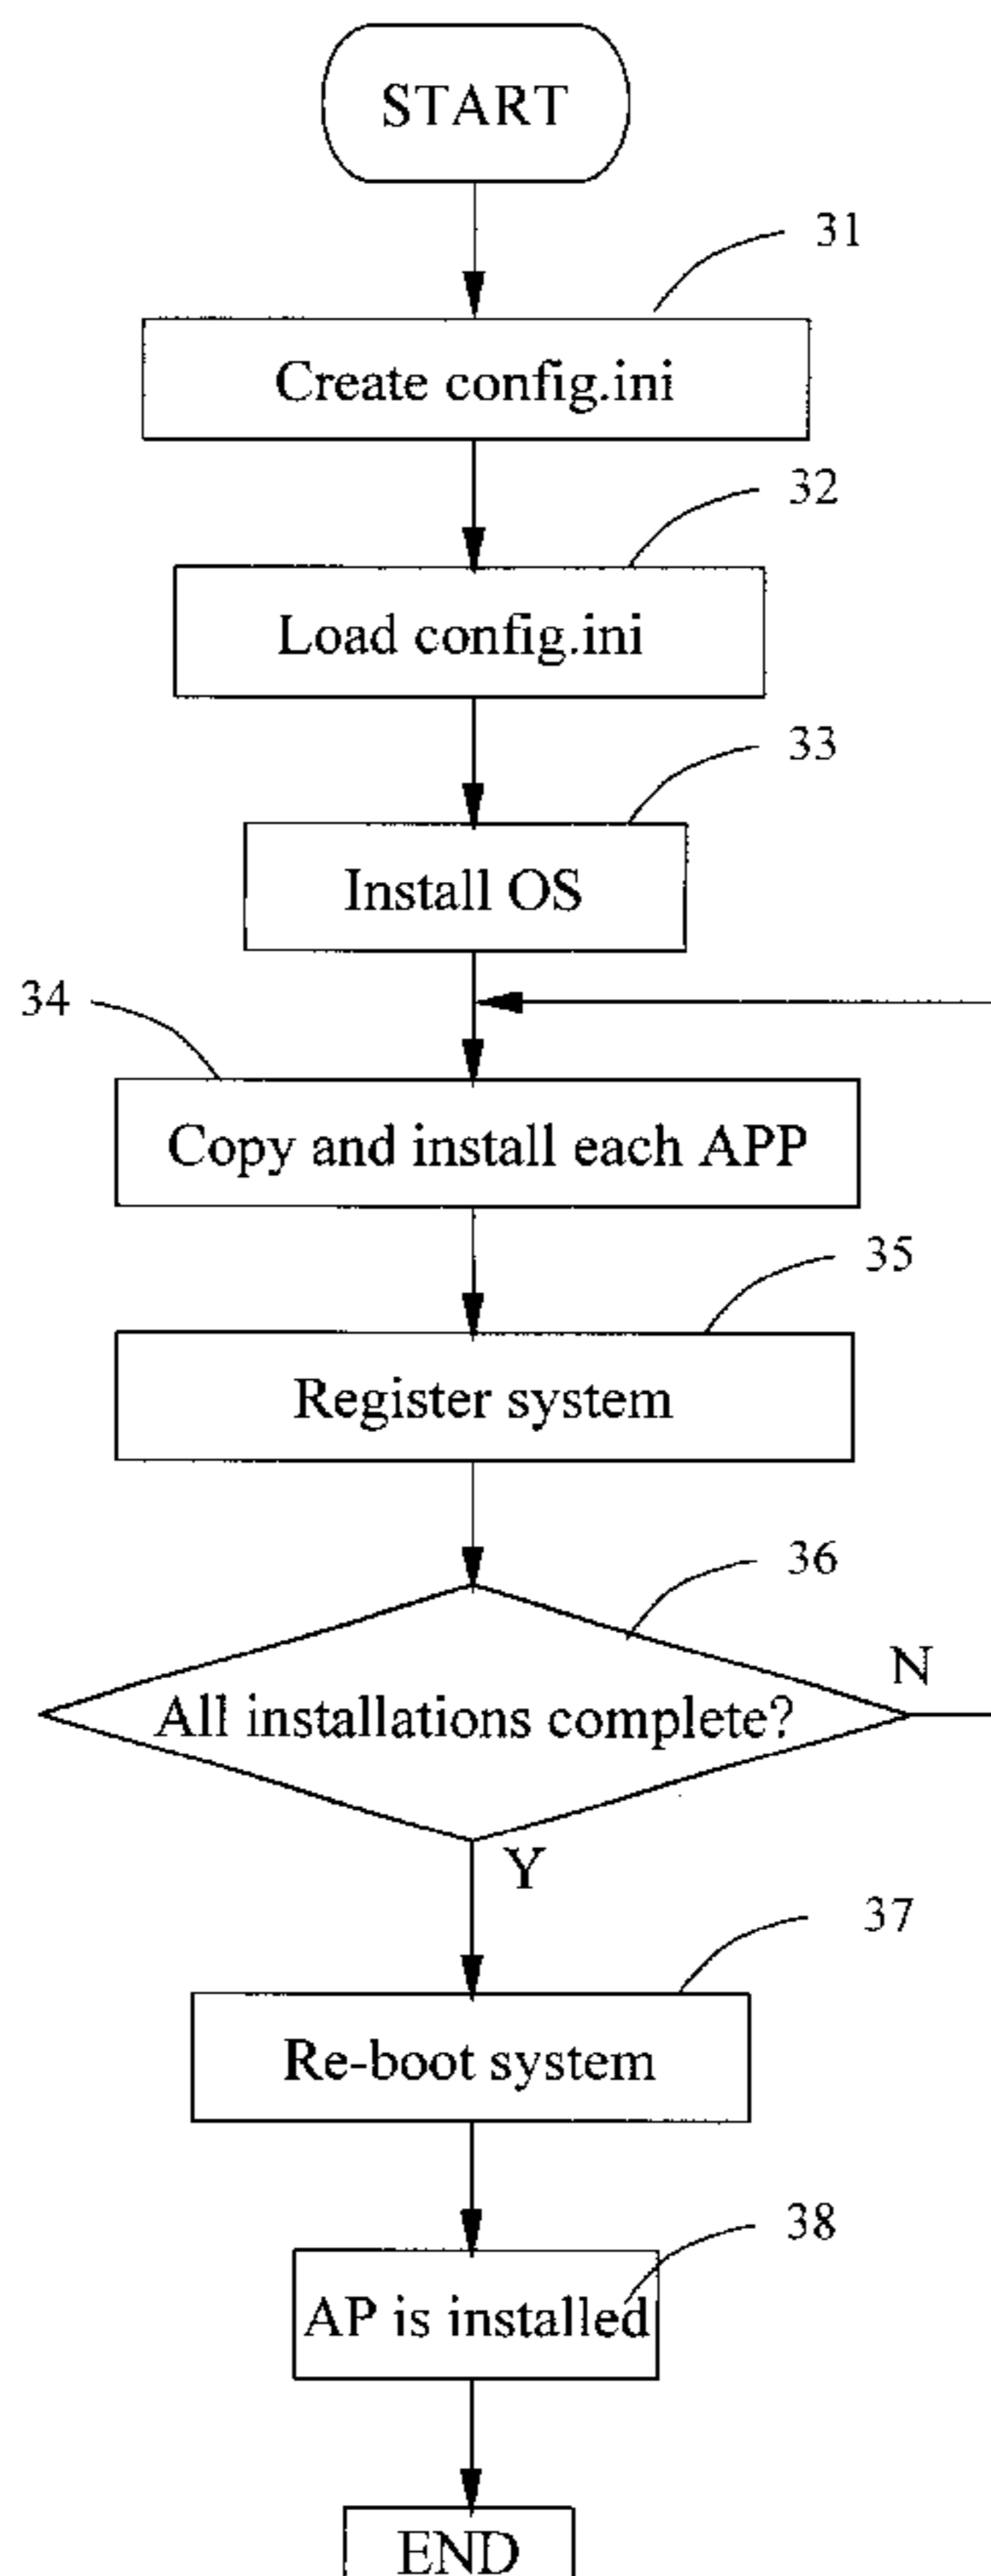 START
31
Create config.ini
32
Load config.ini
33
Install OS
34
Copy and install each APP
35
Register system
36
All installations complete?
N
Y
37
Re-boot system
38
AP is installed
END